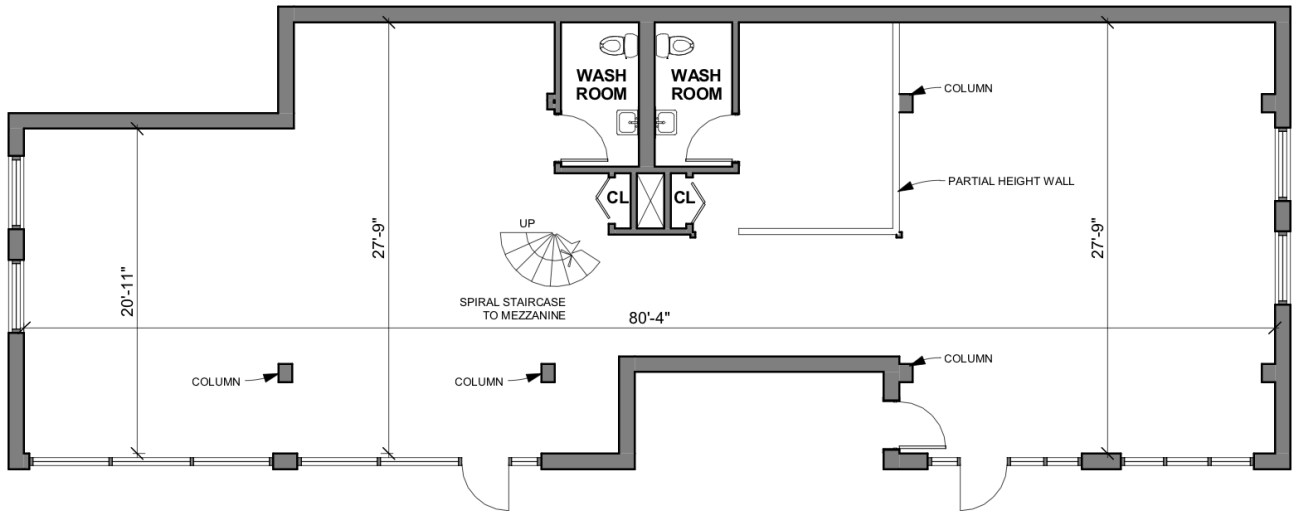 WASH
ROOM
WASH
ROOM
COLUMN
PARTIAL HEIGHT WALL
CL
CL
UP
27'-9"
27'-9"
20'-11"
SPIRAL STAIRCASE
TO MEZZANINE
80'-4"
COLUMN
COLUMN
COLUMN